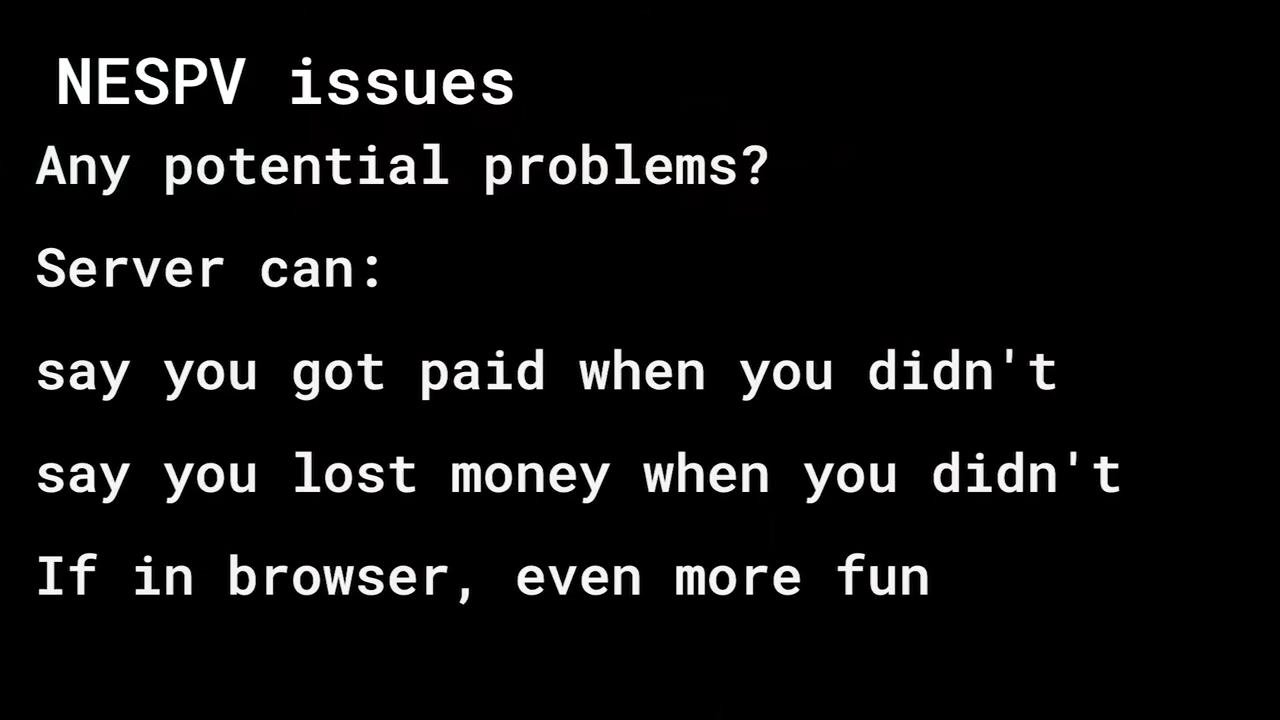 NESPV issues
Any potential problems?
Server can:
say you got paid when you didn't
say you lost money when you didn't
If in browser, even more fun